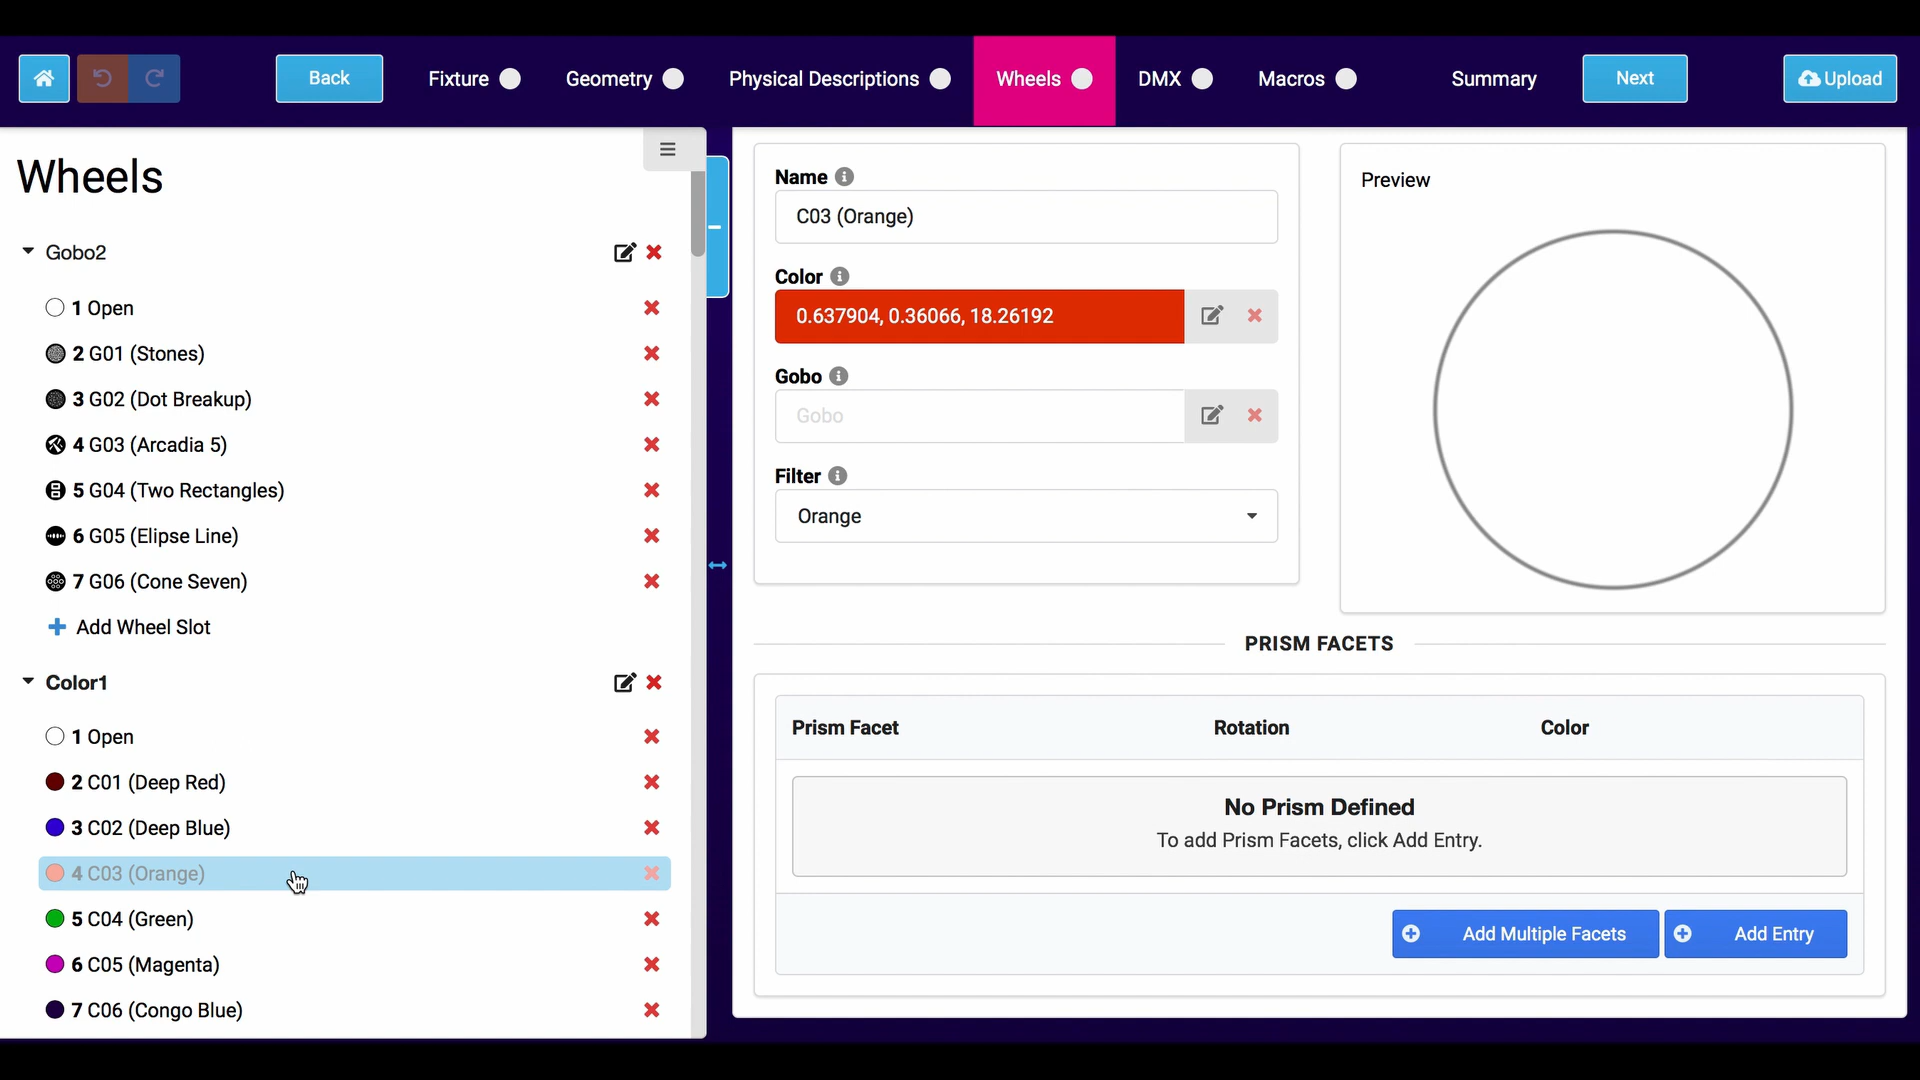 Back
Fixture
Geometry
Physical Descriptions
Wheels
DMX
Macros
Summary
Next
Upload
Wheels
Gobo2
1 Open
2 G01 (Stones)
3 G02 (Dot Breakup)
4 G03 (Arcadia 5)
5 G04 (Two Rectangles)
6 G05 (Elipse Line)
7 G06 (Cone Seven)
Add Wheel Slot
Color1
1 Open
2 C01 (Deep Red)
3 C02 (Deep Blue)
4 C03 (Orange)
5 C04 (Green)
6 C05 (Magenta)
7 C06 (Congo Blue)
Name
C03 (Orange)
Color
0.637904, 0.36066, 18.26192
Gobo
Gobo
Filter
Orange
Preview
PRISM FACETS
Prism Facet
Rotation
Color
No Prism Defined
To add Prism Facets, click Add Entry.
Add Multiple Facets
Add Entry